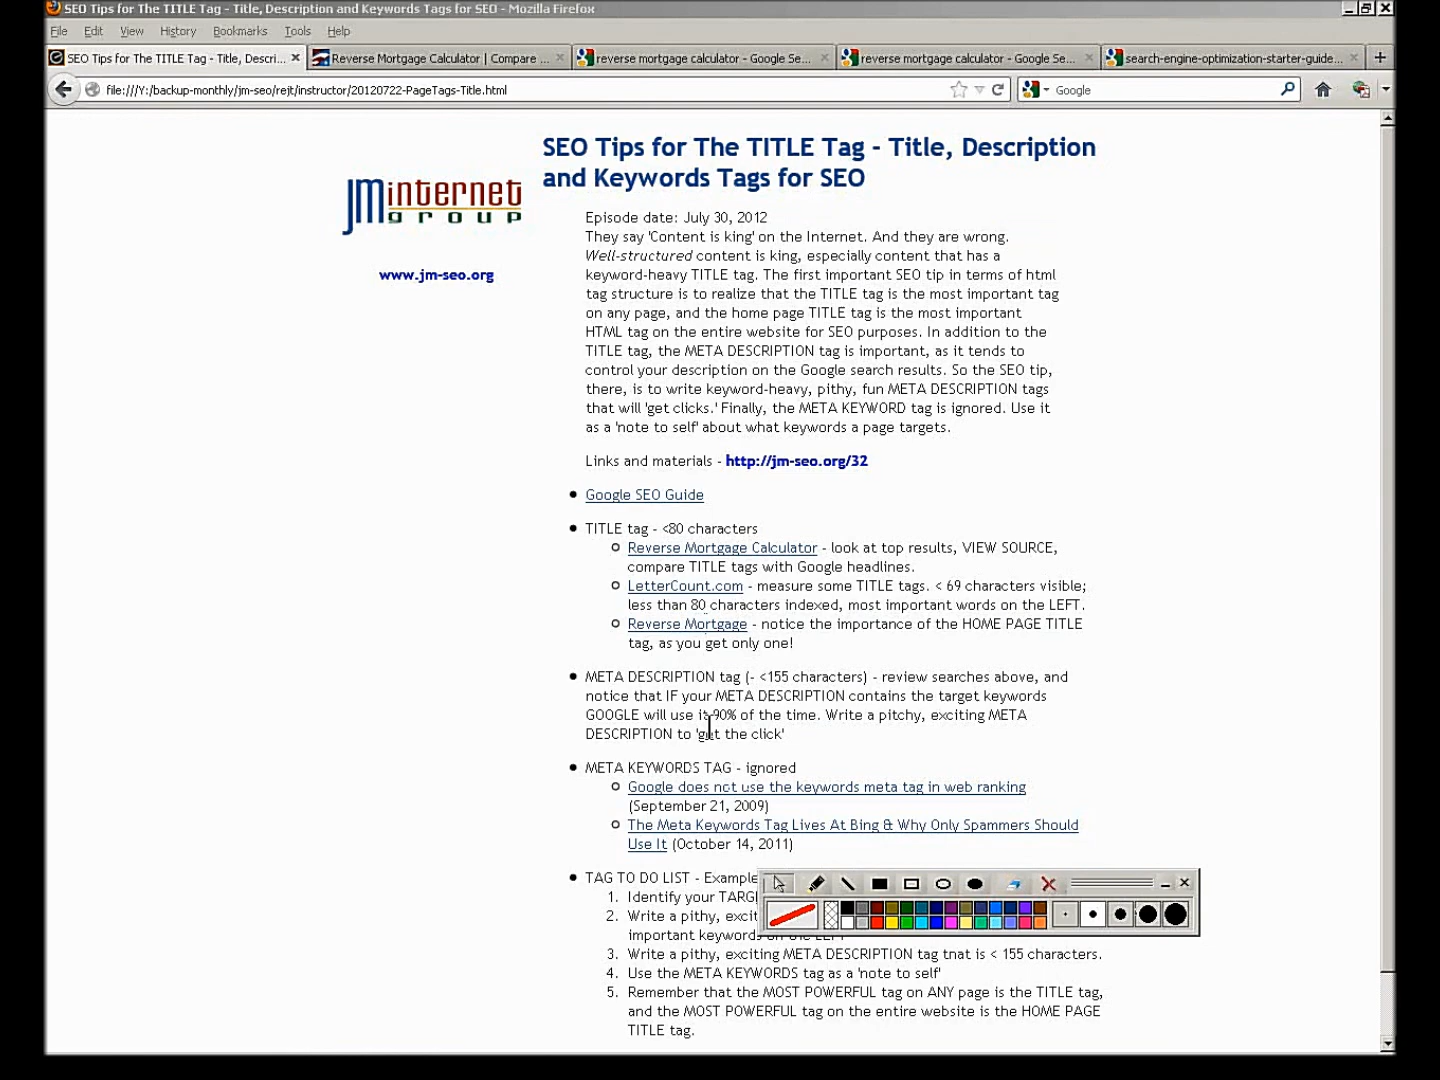 SEO Tips for The TITLE Tag - Title, Description and Keywords Tags for SEO - Mozilla Firefox
File Edit View History Bookmarks Tools Help
SEO Tips for The TITLE Tag - Title, Descri... Reverse Mortgage Calculator | Compare ... reverse mortgage calculator - Google Se... reverse mortgage calculator - Google Se... search-engine-optimization-starter-guide...
file:///Y:/backup-monthly/jm-seo/rejt/instructor/20120722-PageTags-Title.html Google
SEO Tips for The TITLE Tag - Title, Description
and Keywords Tags for SEO
JM internet
group
www.jm-seo.org
Episode date: July 30, 2012
They say 'Content is king' on the Internet. And they are wrong.
Well-structured content is king, especially content that has a
keyword-heavy TITLE tag. The first important SEO tip in terms of html
tag structure is to realize that the TITLE tag is the most important tag
on any page, and the home page TITLE tag is the most important
HTML tag on the entire website for SEO purposes. In addition to the
TITLE tag, the META DESCRIPTION tag is important, as it tends to
control your description on the Google search results. So the SEO tip,
there, is to write keyword-heavy, pithy, fun META DESCRIPTION tags
that will 'get clicks.' Finally, the META KEYWORD tag is ignored. Use it
as a 'note to self' about what keywords a page targets.
Links and materials - http://jm-seo.org/32
Google SEO Guide
TITLE tag - <80 characters
Reverse Mortgage Calculator - look at top results, VIEW SOURCE,
compare TITLE tags with Google headlines.
LetterCount.com - measure some TITLE tags. < 69 characters visible;
less than 80 characters indexed, most important words on the LEFT.
Reverse Mortgage - notice the importance of the HOME PAGE TITLE
tag, as you get only one!
META DESCRIPTION tag (- <155 characters) - review searches above, and
notice that IF your META DESCRIPTION contains the target keywords
GOOGLE will use it 90% of the time. Write a pitchy, exciting META
DESCRIPTION to 'get the click'
META KEYWORDS TAG - ignored
Google does not use the keywords meta tag in web ranking
(September 21, 2009)
The Meta Keywords Tag Lives At Bing & Why Only Spammers Should
Use It (October 14, 2011)
TAG TO DO LIST - Example
1. Identify your
2. Write a pithy,
important keywords on the LEFT
3. Write a pithy, exciting META DESCRIPTION tag that is < 155 characters.
4. Use the META KEYWORDS tag as a 'note to self'
5. Remember that the MOST POWERFUL tag on ANY page is the TITLE tag,
and the MOST POWERFUL tag on the entire website is the HOME PAGE
TITLE tag.